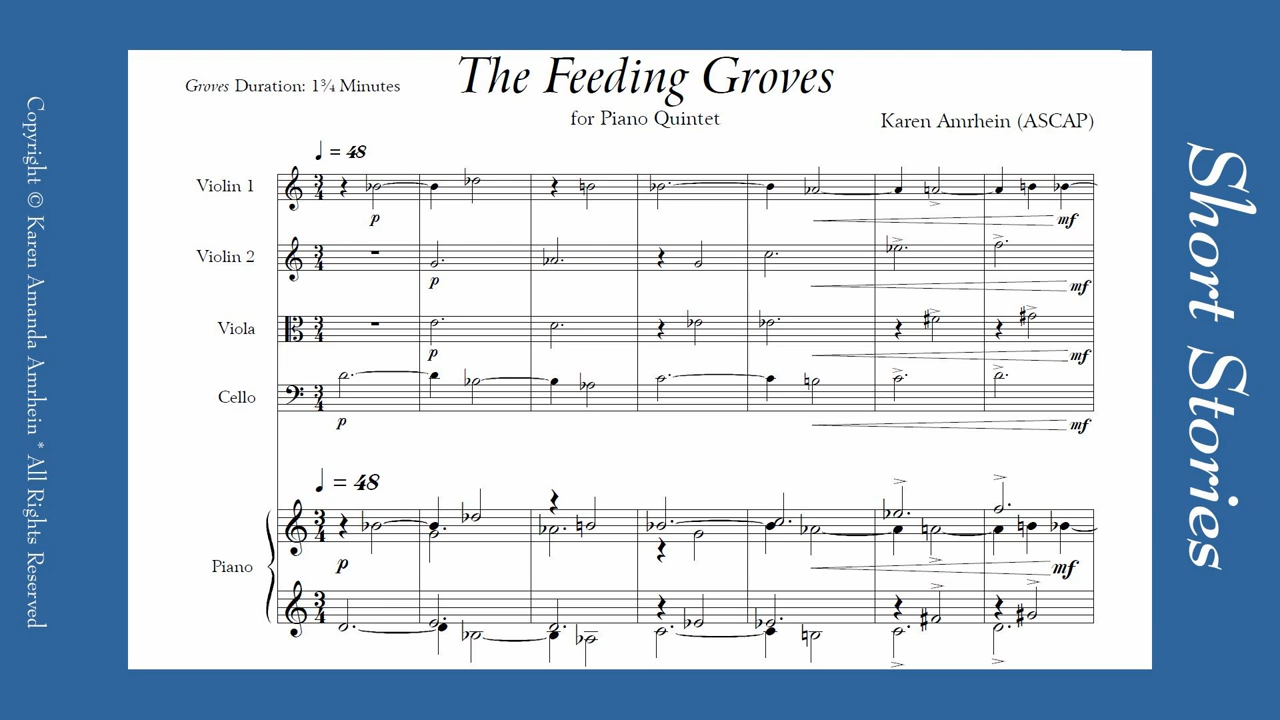 The Feeding Groves
Groves Duration: 1¾ Minutes
for Piano Quintet
Karen Amrhein (ASCAP)
♩ = 48
Violin 1
p
mf
Violin 2
p
mf
Viola
p
mf
Cello
p
mf
♩ = 48
Piano
p
mf
Copyright © Karen Amanda Amrhein * All Rights Reserved
Short Stories